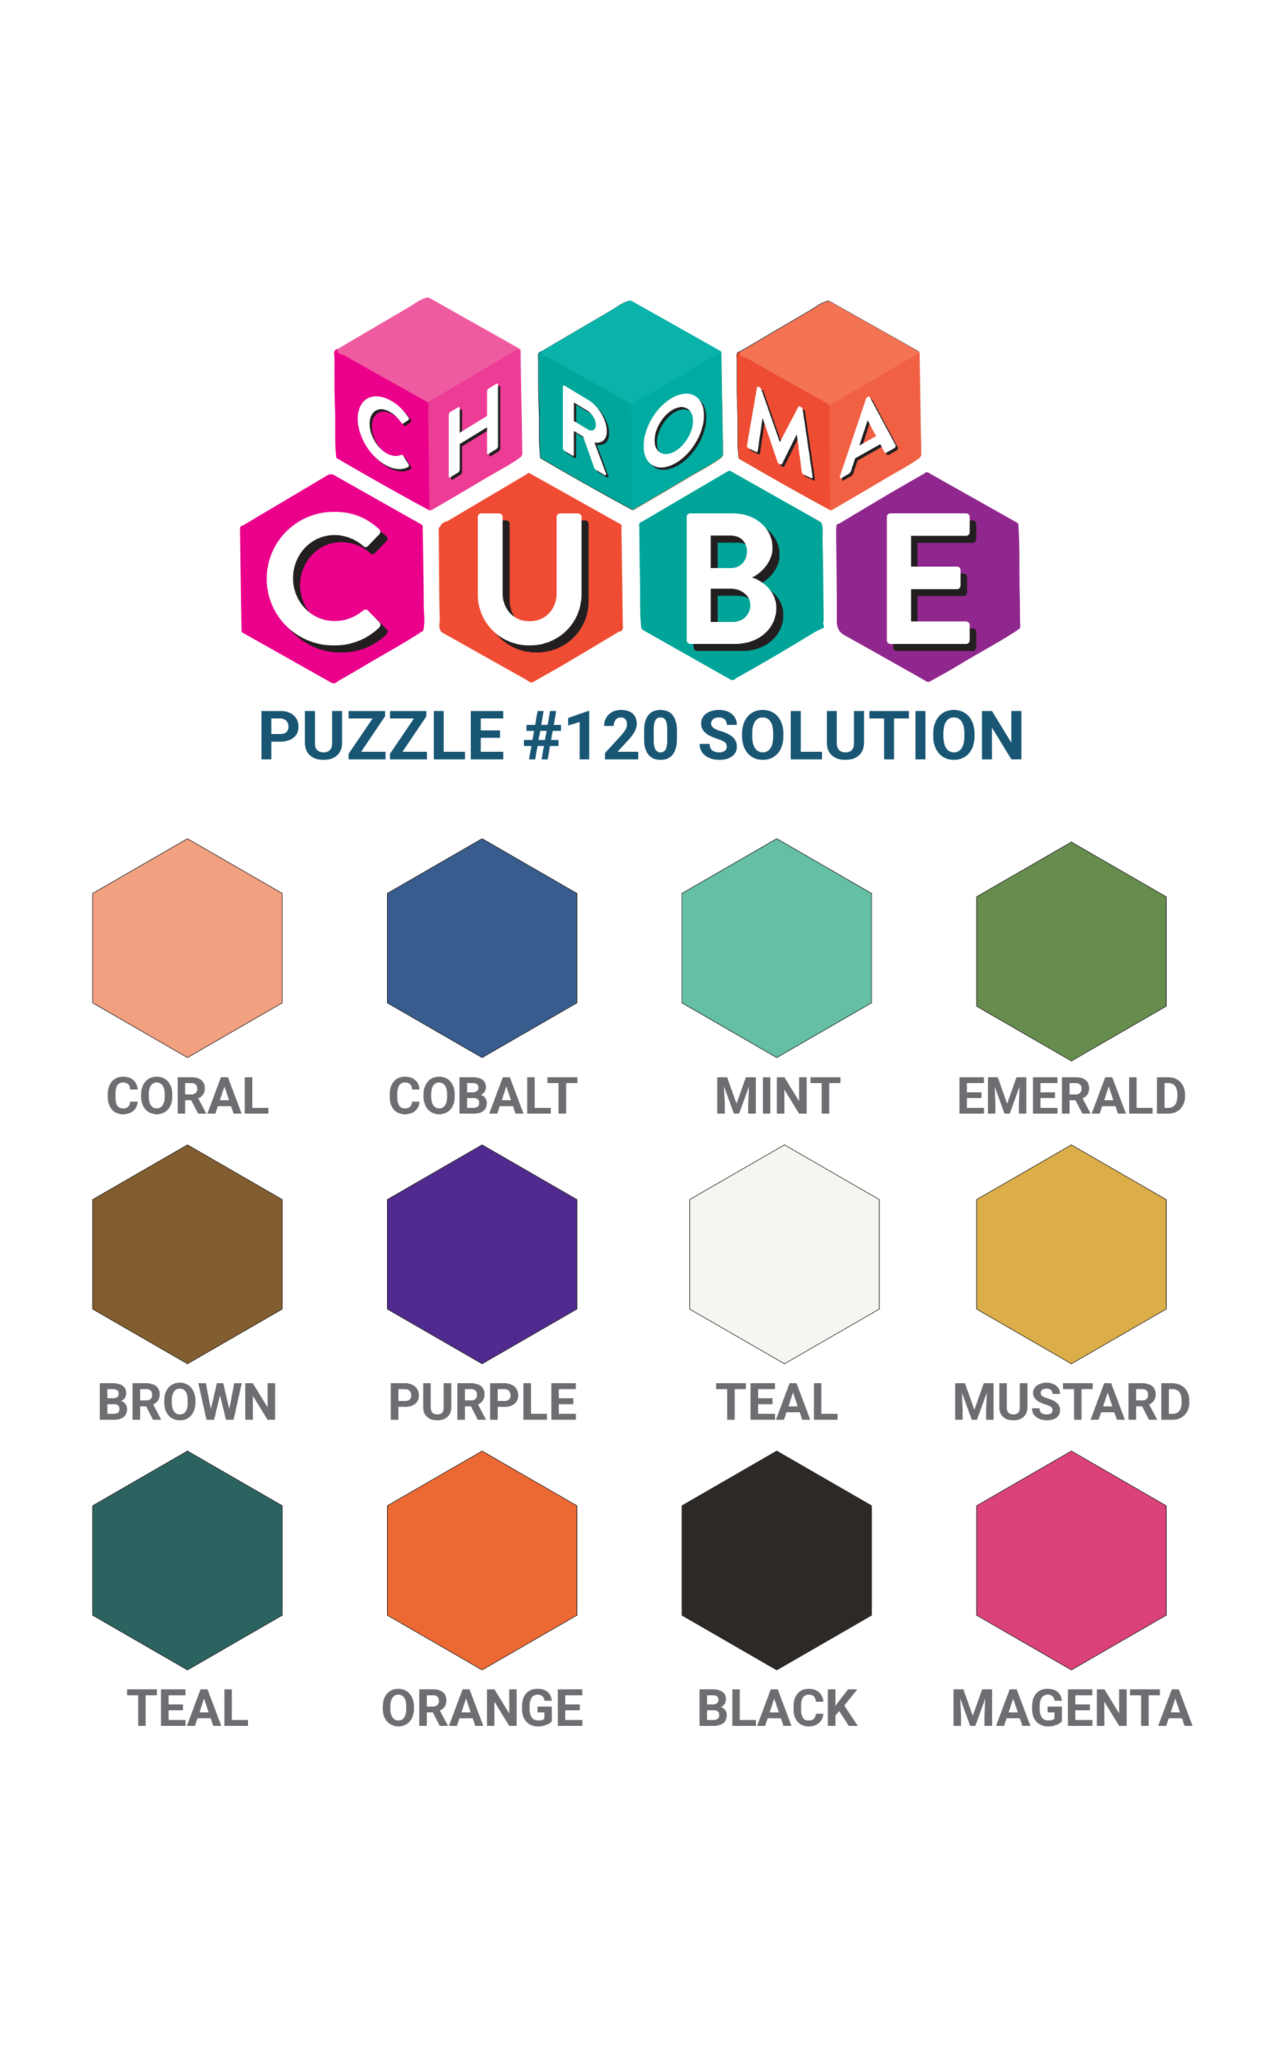 CHROMA
CUBE
PUZZLE #120 SOLUTION
CORAL COBALT MINT EMERALD
BROWN PURPLE TEAL MUSTARD
TEAL ORANGE BLACK MAGENTA